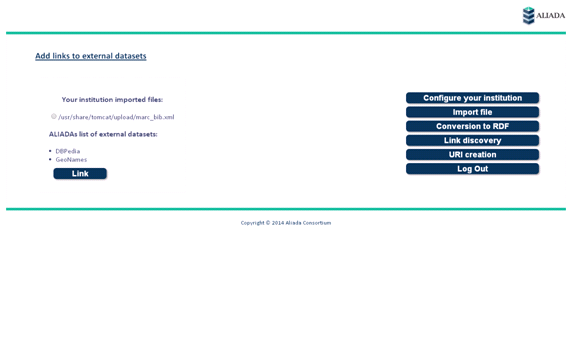 ALIADA
Add links to external datasets
Your institution imported files:
/usr/share/tomcat/upload/marc_bib.xml
ALIADAs list of external datasets:
DBPedia
GeoNames
Link
Configure your institution
Import file
Conversion to RDF
Link discovery
URI creation
Log Out
Copyright © 2014 Aliada Consortium